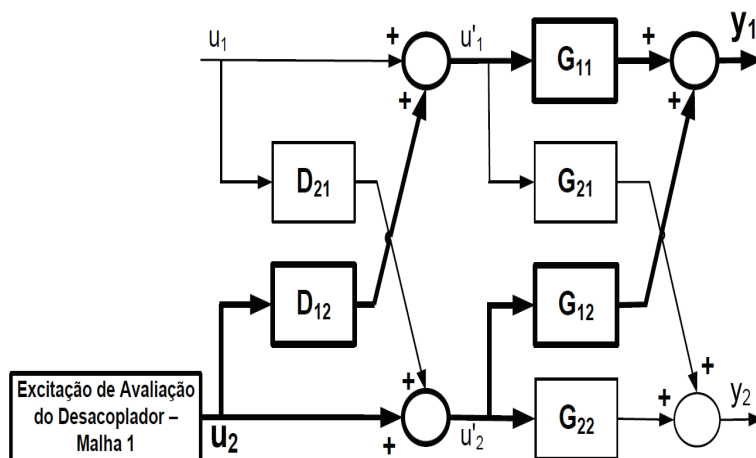 u1
+
+
u'1
G11
+
+
y1
D21
G21
D12
G12
Excitação de Avaliação
do Desacoplador –
Malha 1
u2
+
+
u'2
G22
+
+
y2